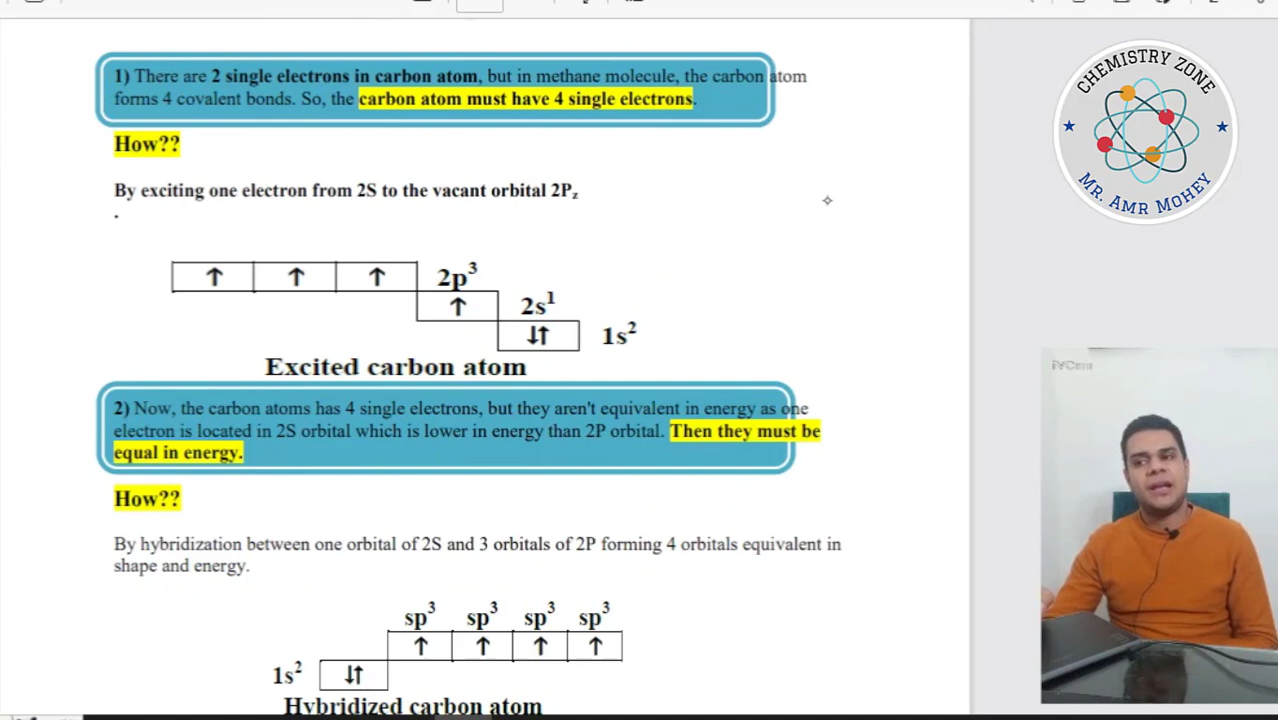 1) There are 2 single electrons in carbon atom, but in methane molecule, the carbon atom
forms 4 covalent bonds. So, the carbon atom must have 4 single electrons.
How??
By exciting one electron from 2S to the vacant orbital 2Pz
.
↑ ↑ ↑ 2p³
↑ 2s¹
↓↑ 1s²
Excited carbon atom
2) Now, the carbon atoms has 4 single electrons, but they aren't equivalent in energy as one
electron is located in 2S orbital which is lower in energy than 2P orbital. Then they must be
equal in energy.
How??
By hybridization between one orbital of 2S and 3 orbitals of 2P forming 4 orbitals equivalent in
shape and energy.
sp³ sp³ sp³ sp³
↑ ↑ ↑ ↑
1s² ↓↑
Hybridized carbon atom
CHEMISTRY ZONE
MR. AMR MOHEY